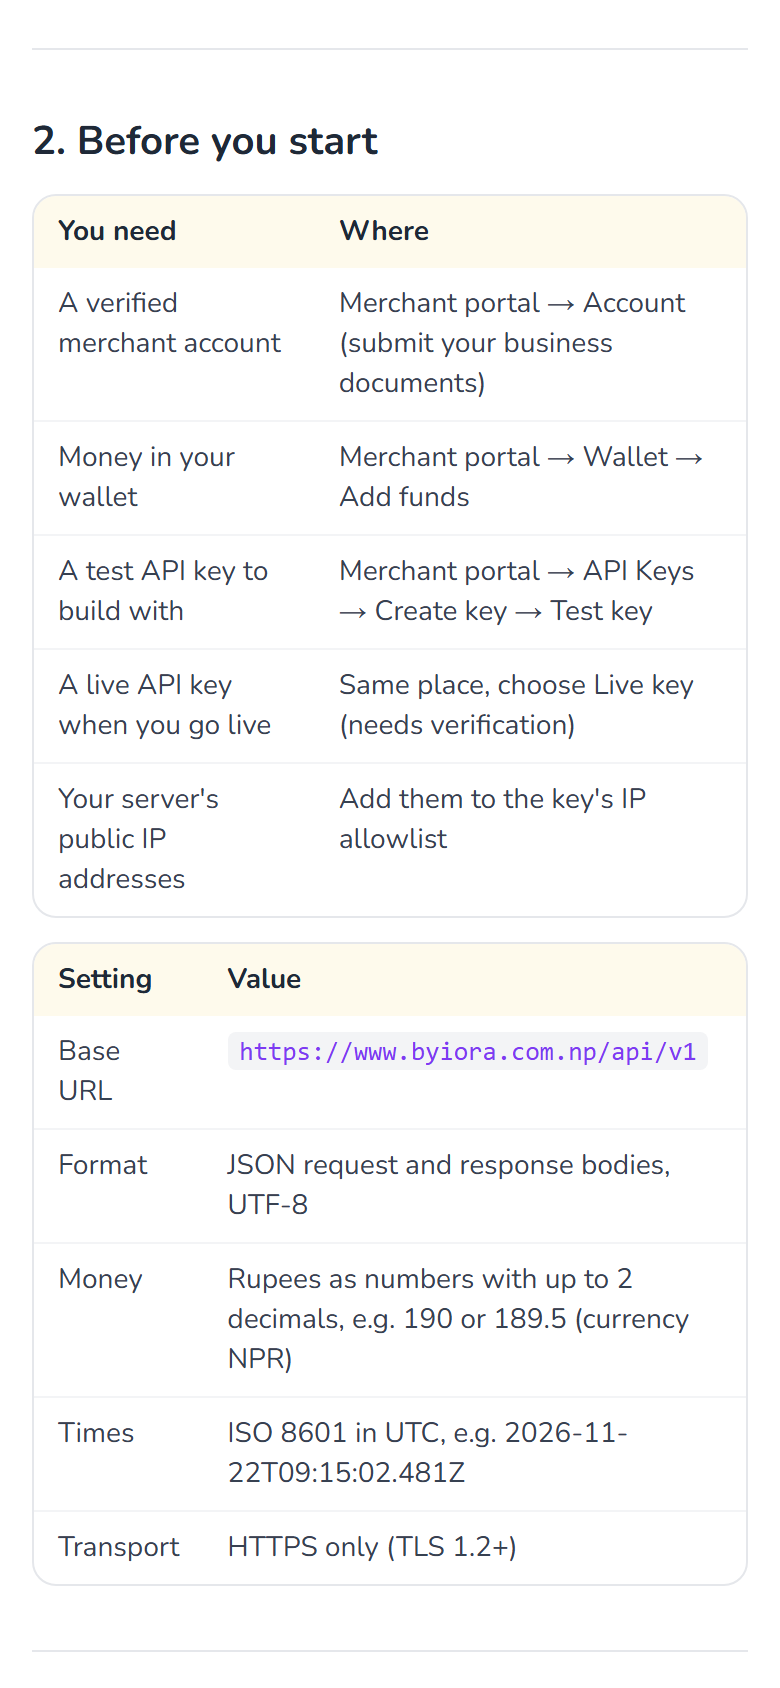 2. Before you start
You need
Where
A verified
merchant account
Merchant portal → Account
(submit your business
documents)
Money in your
wallet
Merchant portal → Wallet →
Add funds
A test API key to
build with
Merchant portal → API Keys
→ Create key → Test key
A live API key
when you go live
Same place, choose Live key
(needs verification)
Your server's
public IP
addresses
Add them to the key's IP
allowlist
Setting
Value
Base
URL
https://www.byiora.com.np/api/v1
Format
JSON request and response bodies,
UTF-8
Money
Rupees as numbers with up to 2
decimals, e.g. 190 or 189.5 (currency
NPR)
Times
ISO 8601 in UTC, e.g. 2026-11-
22T09:15:02.481Z
Transport
HTTPS only (TLS 1.2+)